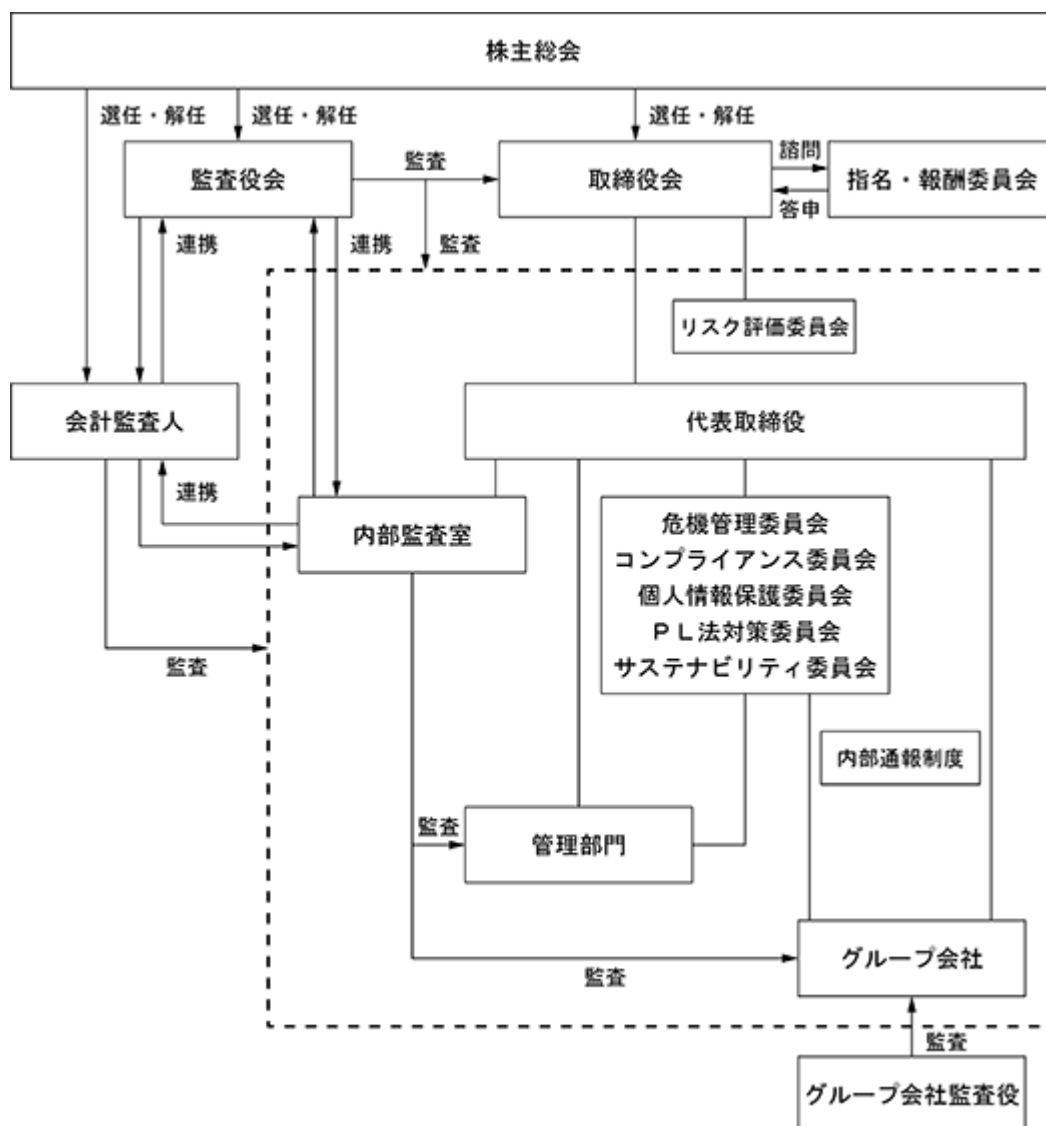 株主総会
選任・解任
選任・解任
選任・解任
監査役会
監査
取締役会
諮問
答申
指名・報酬委員会
連携
連携
監査
リスク評価委員会
会計監査人
代表取締役
連携
内部監査室
危機管理委員会
コンプライアンス委員会
個人情報保護委員会
ＰＬ法対策委員会
サステナビリティ委員会
監査
内部通報制度
監査
管理部門
監査
グループ会社
監査
グループ会社監査役